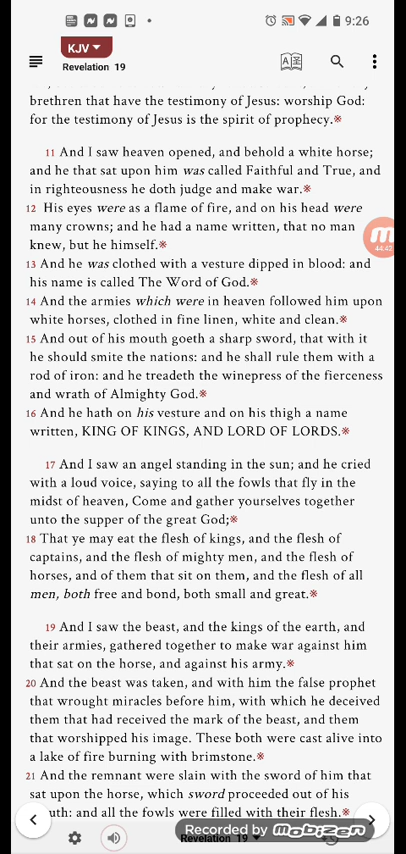 9:26
KJV
Revelation 19
A
brethren that have the testimony of Jesus: worship God:
for the testimony of Jesus is the spirit of prophecy.※
11 And I saw heaven opened, and behold a white horse;
and he that sat upon him was called Faithful and True, and
in righteousness he doth judge and make war.※
12 His eyes were as a flame of fire, and on his head were
many crowns; and he had a name written, that no man
knew, but he himself.※
44:42
13 And he was clothed with a vesture dipped in blood: and
his name is called The Word of God.※
14 And the armies which were in heaven followed him upon
white horses, clothed in fine linen, white and clean.※
15 And out of his mouth goeth a sharp sword, that with it
he should smite the nations: and he shall rule them with a
rod of iron: and he treadeth the winepress of the fierceness
and wrath of Almighty God.※
16 And he hath on his vesture and on his thigh a name
written, KING OF KINGS, AND LORD OF LORDS.※
17 And I saw an angel standing in the sun; and he cried
with a loud voice, saying to all the fowls that fly in the
midst of heaven, Come and gather yourselves together
unto the supper of the great God;※
18 That ye may eat the flesh of kings, and the flesh of
captains, and the flesh of mighty men, and the flesh of
horses, and of them that sit on them, and the flesh of all
men, both free and bond, both small and great.※
19 And I saw the beast, and the kings of the earth, and
their armies, gathered together to make war against him
that sat on the horse, and against his army.※
20 And the beast was taken, and with him the false prophet
that wrought miracles before him, with which he deceived
them that had received the mark of the beast, and them
that worshipped his image. These both were cast alive into
a lake of fire burning with brimstone.※
21 And the remnant were slain with the sword of him that
sat upon the horse, which sword proceeded out of his
uth: and all the fowls were filled with their flesh.※
Revelation 19
Recorded by Mobizen